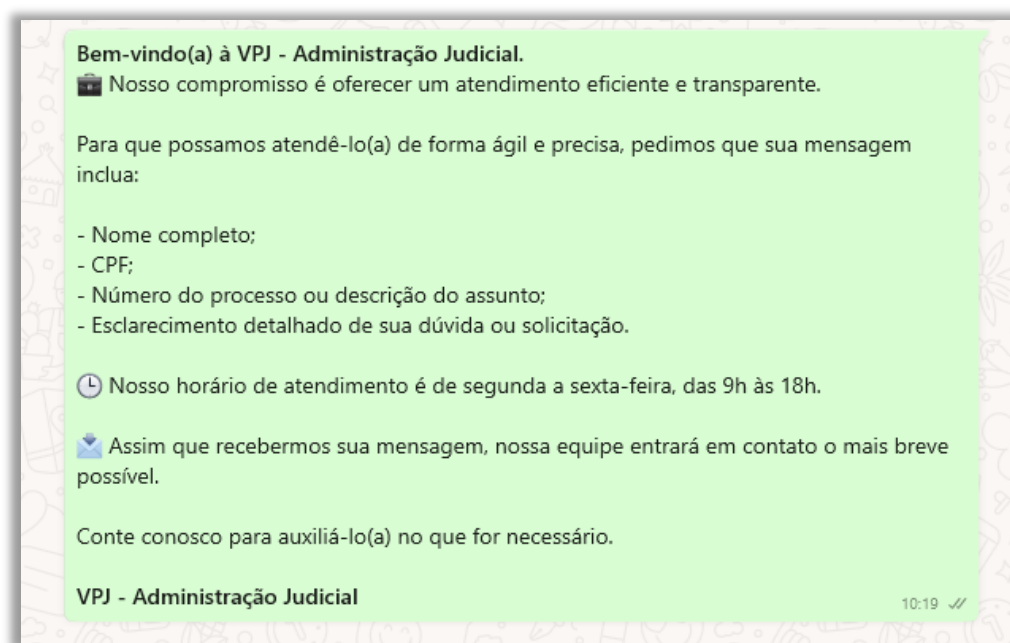 Bem-vindo(a) à VPJ - Administração Judicial.
💼 Nosso compromisso é oferecer um atendimento eficiente e transparente.
Para que possamos atendê-lo(a) de forma ágil e precisa, pedimos que sua mensagem
inclua:
- Nome completo;
- CPF;
- Número do processo ou descrição do assunto;
- Esclarecimento detalhado de sua dúvida ou solicitação.
🕒 Nosso horário de atendimento é de segunda a sexta-feira, das 9h às 18h.
📩 Assim que recebermos sua mensagem, nossa equipe entrará em contato o mais breve
possível.
Conte conosco para auxiliá-lo(a) no que for necessário.
VPJ - Administração Judicial
10:19